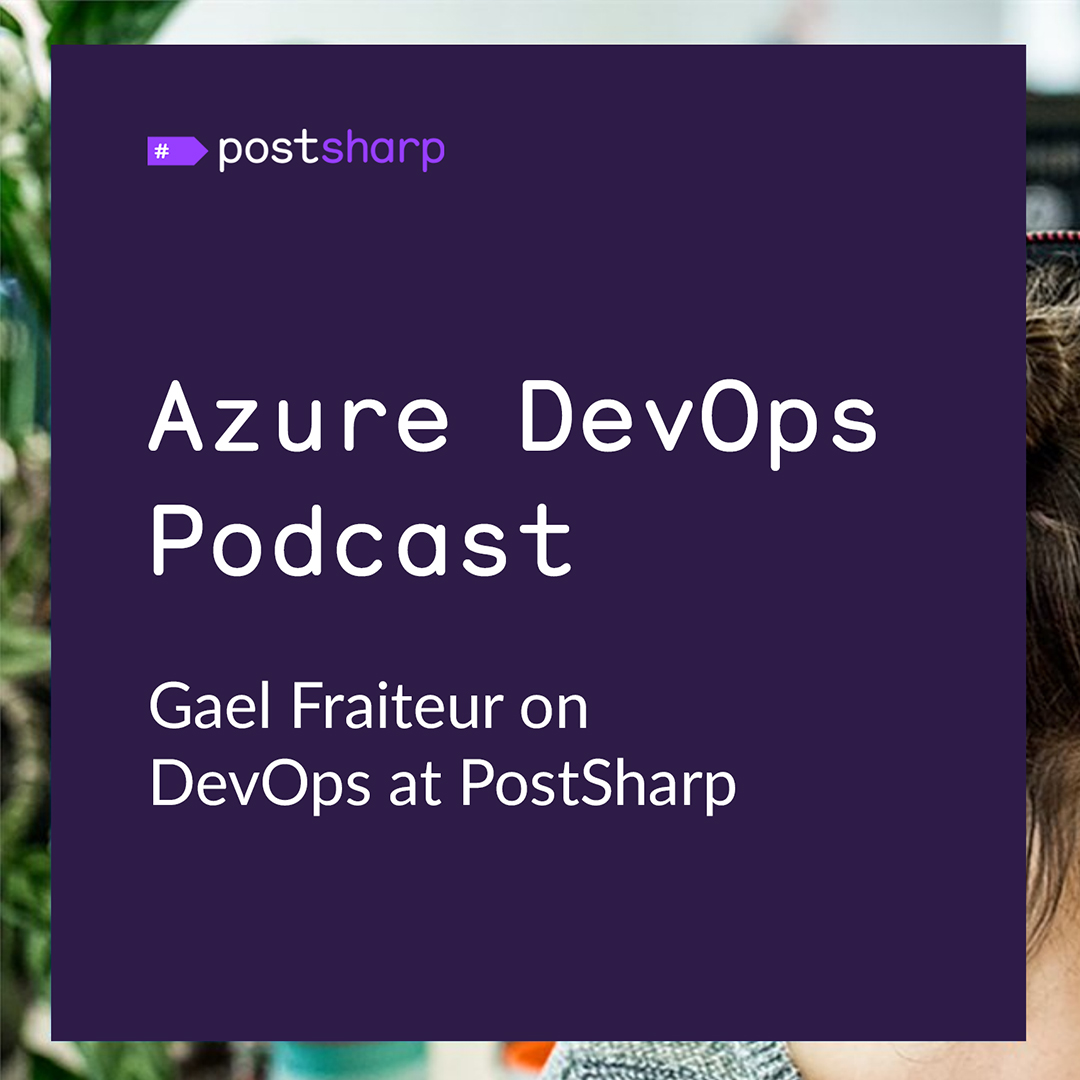 # postsharp
Azure DevOps
Podcast
Gael Fraiteur on
DevOps at PostSharp